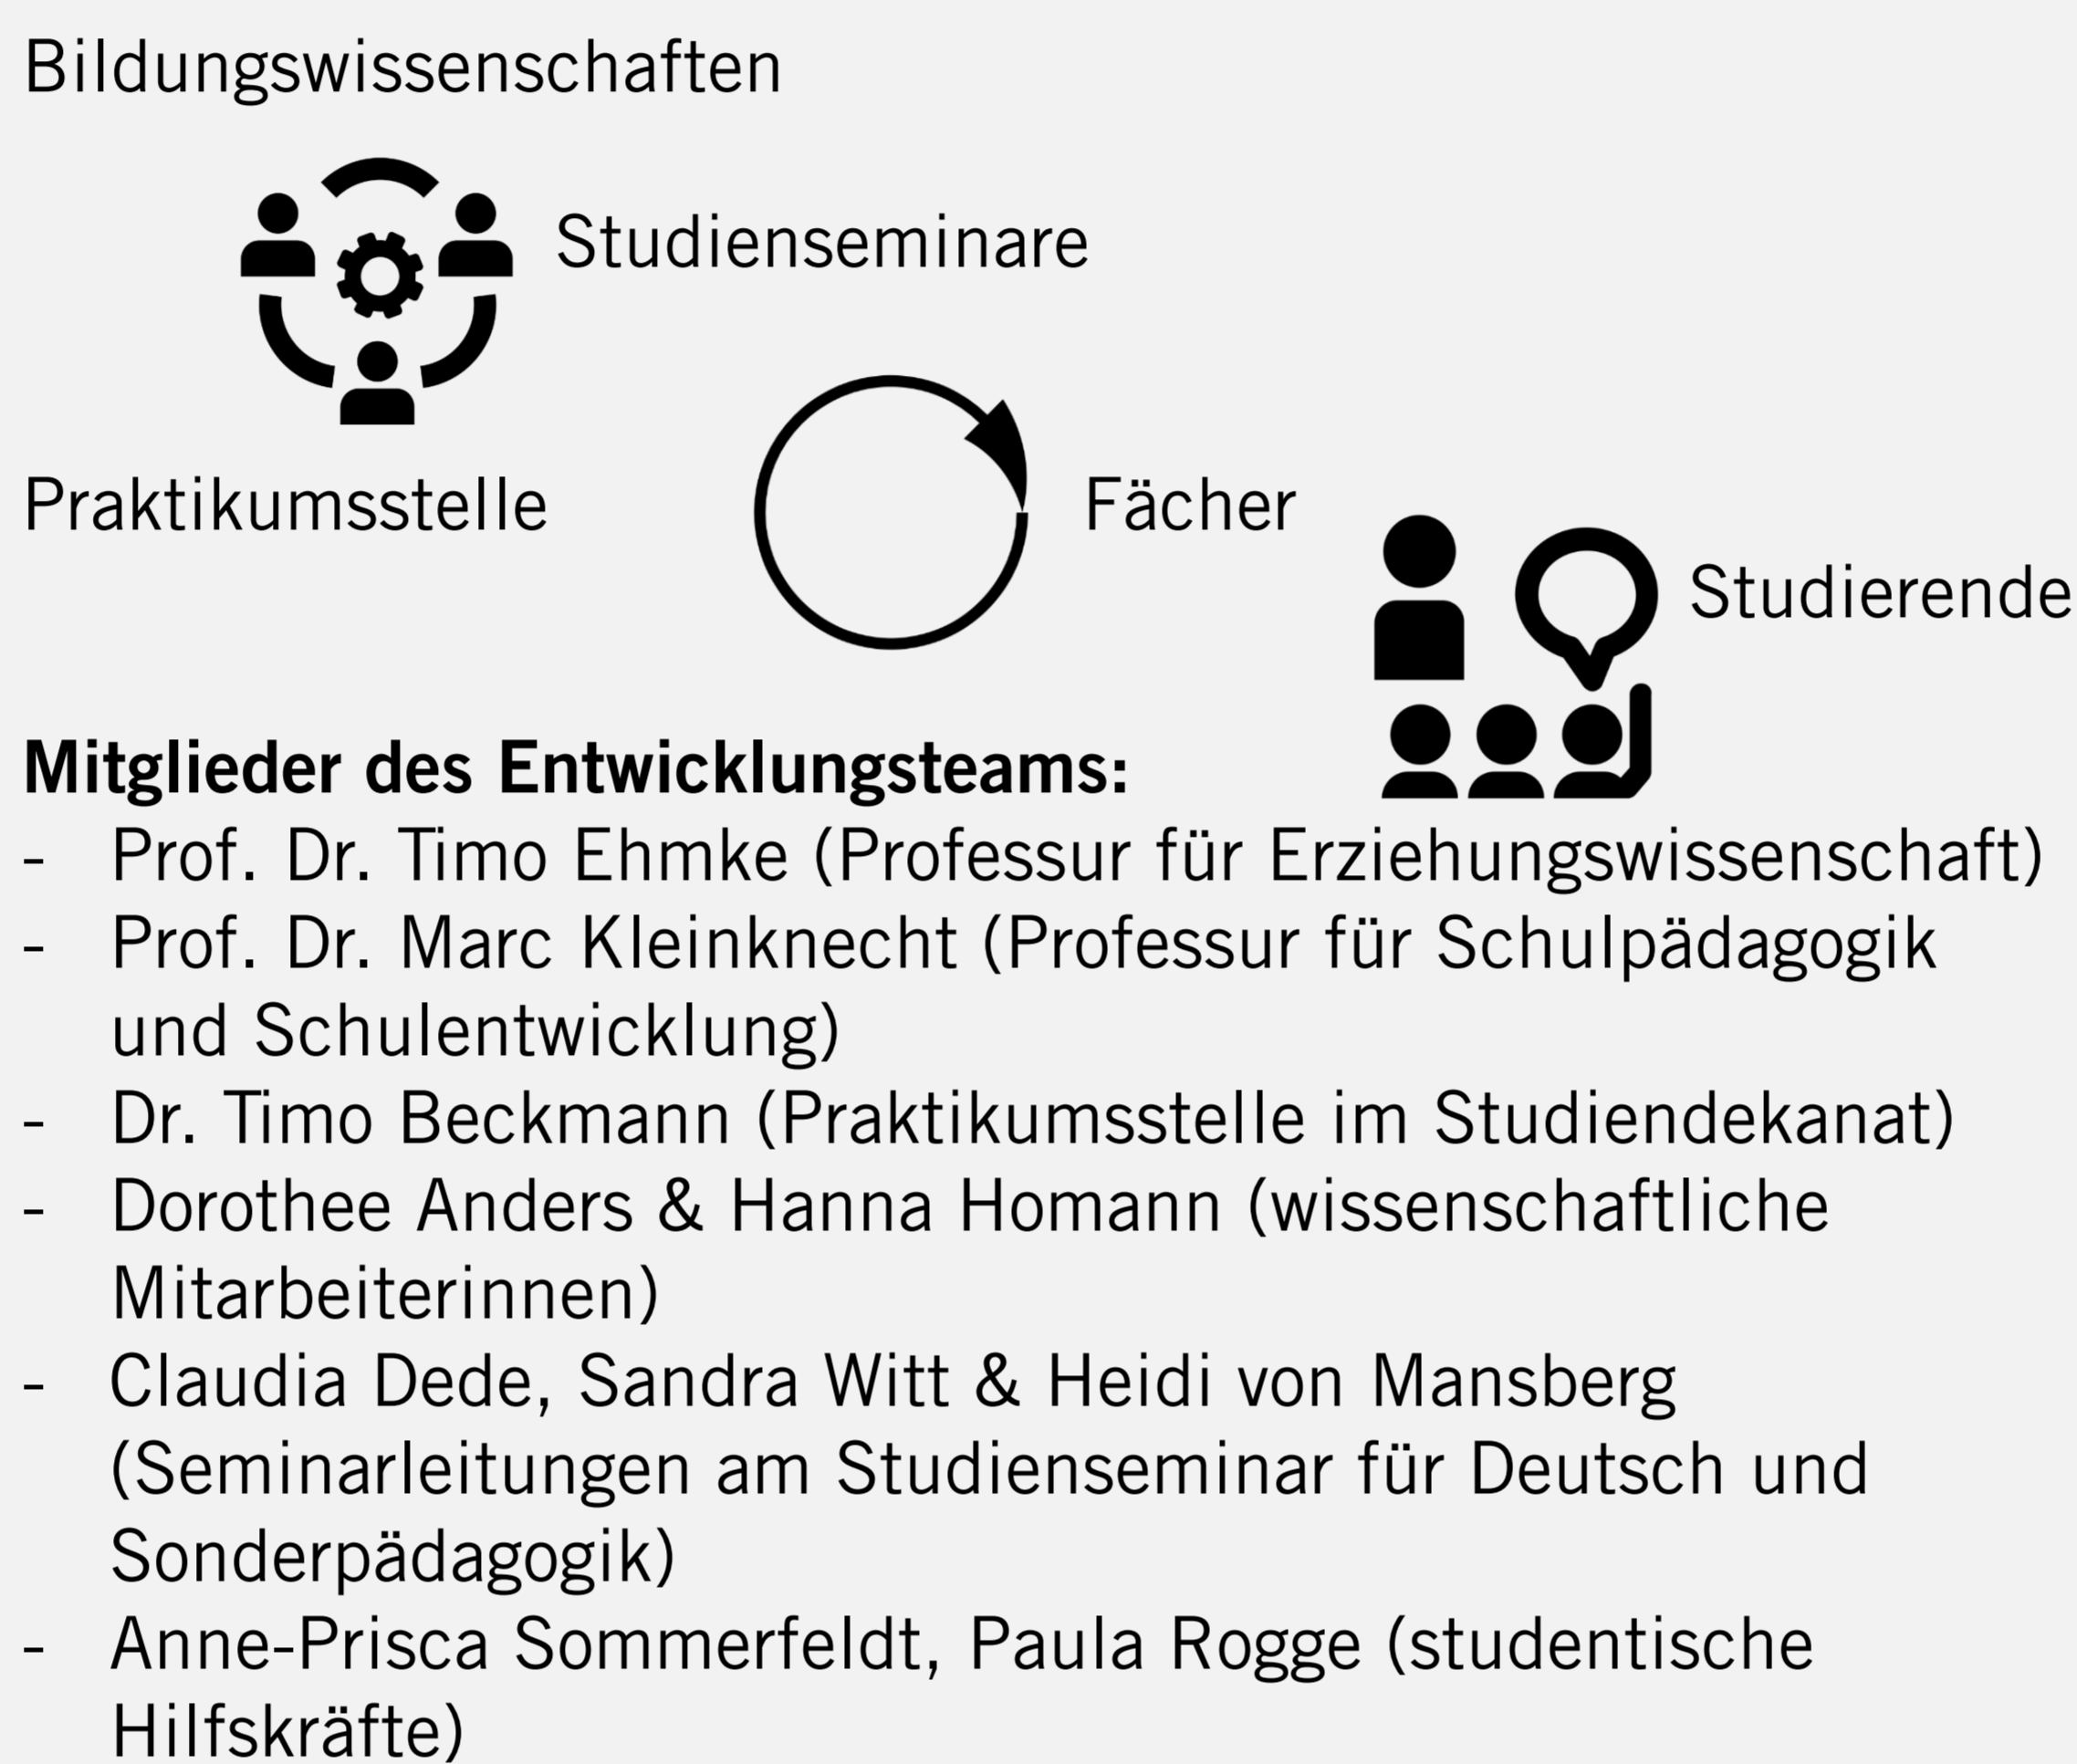 Bildungswissenschaften
Studienseminare
Praktikumsstelle
Fächer
Studierende
Mitglieder des Entwicklungsteams:
- Prof. Dr. Timo Ehmke (Professur für Erziehungswissenschaft)
- Prof. Dr. Marc Kleinknecht (Professur für Schulpädagogik
und Schulentwicklung)
- Dr. Timo Beckmann (Praktikumsstelle im Studiendekanat)
- Dorothee Anders & Hanna Homann (wissenschaftliche
Mitarbeiterinnen)
- Claudia Dede, Sandra Witt & Heidi von Mansberg
(Seminarleitungen am Studienseminar für Deutsch und
Sonderpädagogik)
- Anne-Prisca Sommerfeldt, Paula Rogge (studentische
Hilfskräfte)